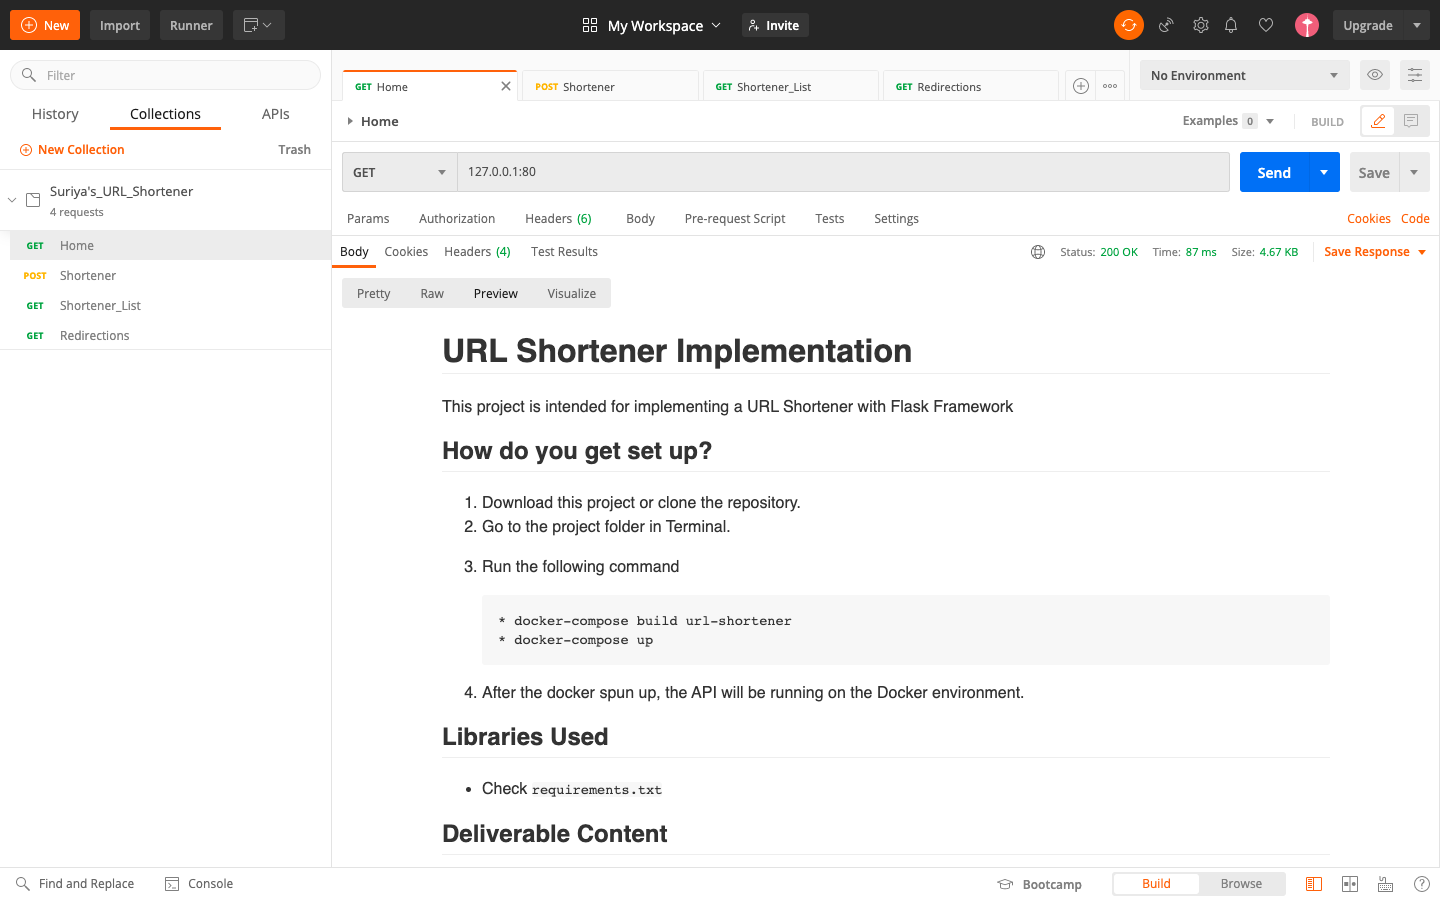 New
Import
Runner
My Workspace
Invite
Upgrade
Filter
History
Collections
APIs
New Collection
Trash
Suriya's_URL_Shortener
4 requests
GET Home
POST Shortener
GET Shortener_List
GET Redirections
GET Home
POST Shortener
GET Shortener_List
GET Redirections
No Environment
Home
Examples 0
BUILD
GET
127.0.0.1:80
Send
Save
Params
Authorization
Headers (6)
Body
Pre-request Script
Tests
Settings
Cookies
Code
Body
Cookies
Headers (4)
Test Results
Status: 200 OK
Time: 87 ms
Size: 4.67 KB
Save Response
Pretty
Raw
Preview
Visualize
URL Shortener Implementation
This project is intended for implementing a URL Shortener with Flask Framework
How do you get set up?
1. Download this project or clone the repository.
2. Go to the project folder in Terminal.
3. Run the following command
* docker-compose build url-shortener
* docker-compose up
4. After the docker spun up, the API will be running on the Docker environment.
Libraries Used
• Check requirements.txt
Deliverable Content
Find and Replace
Console
Bootcamp
Build
Browse